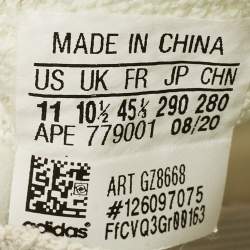 MADE IN CHINA
US UK FR JP CHN
11 10½ 45⅓ 290 280
APE 779001 08/20
ART GZ8668
#126097075
adidas FfCVQ3Gr00163